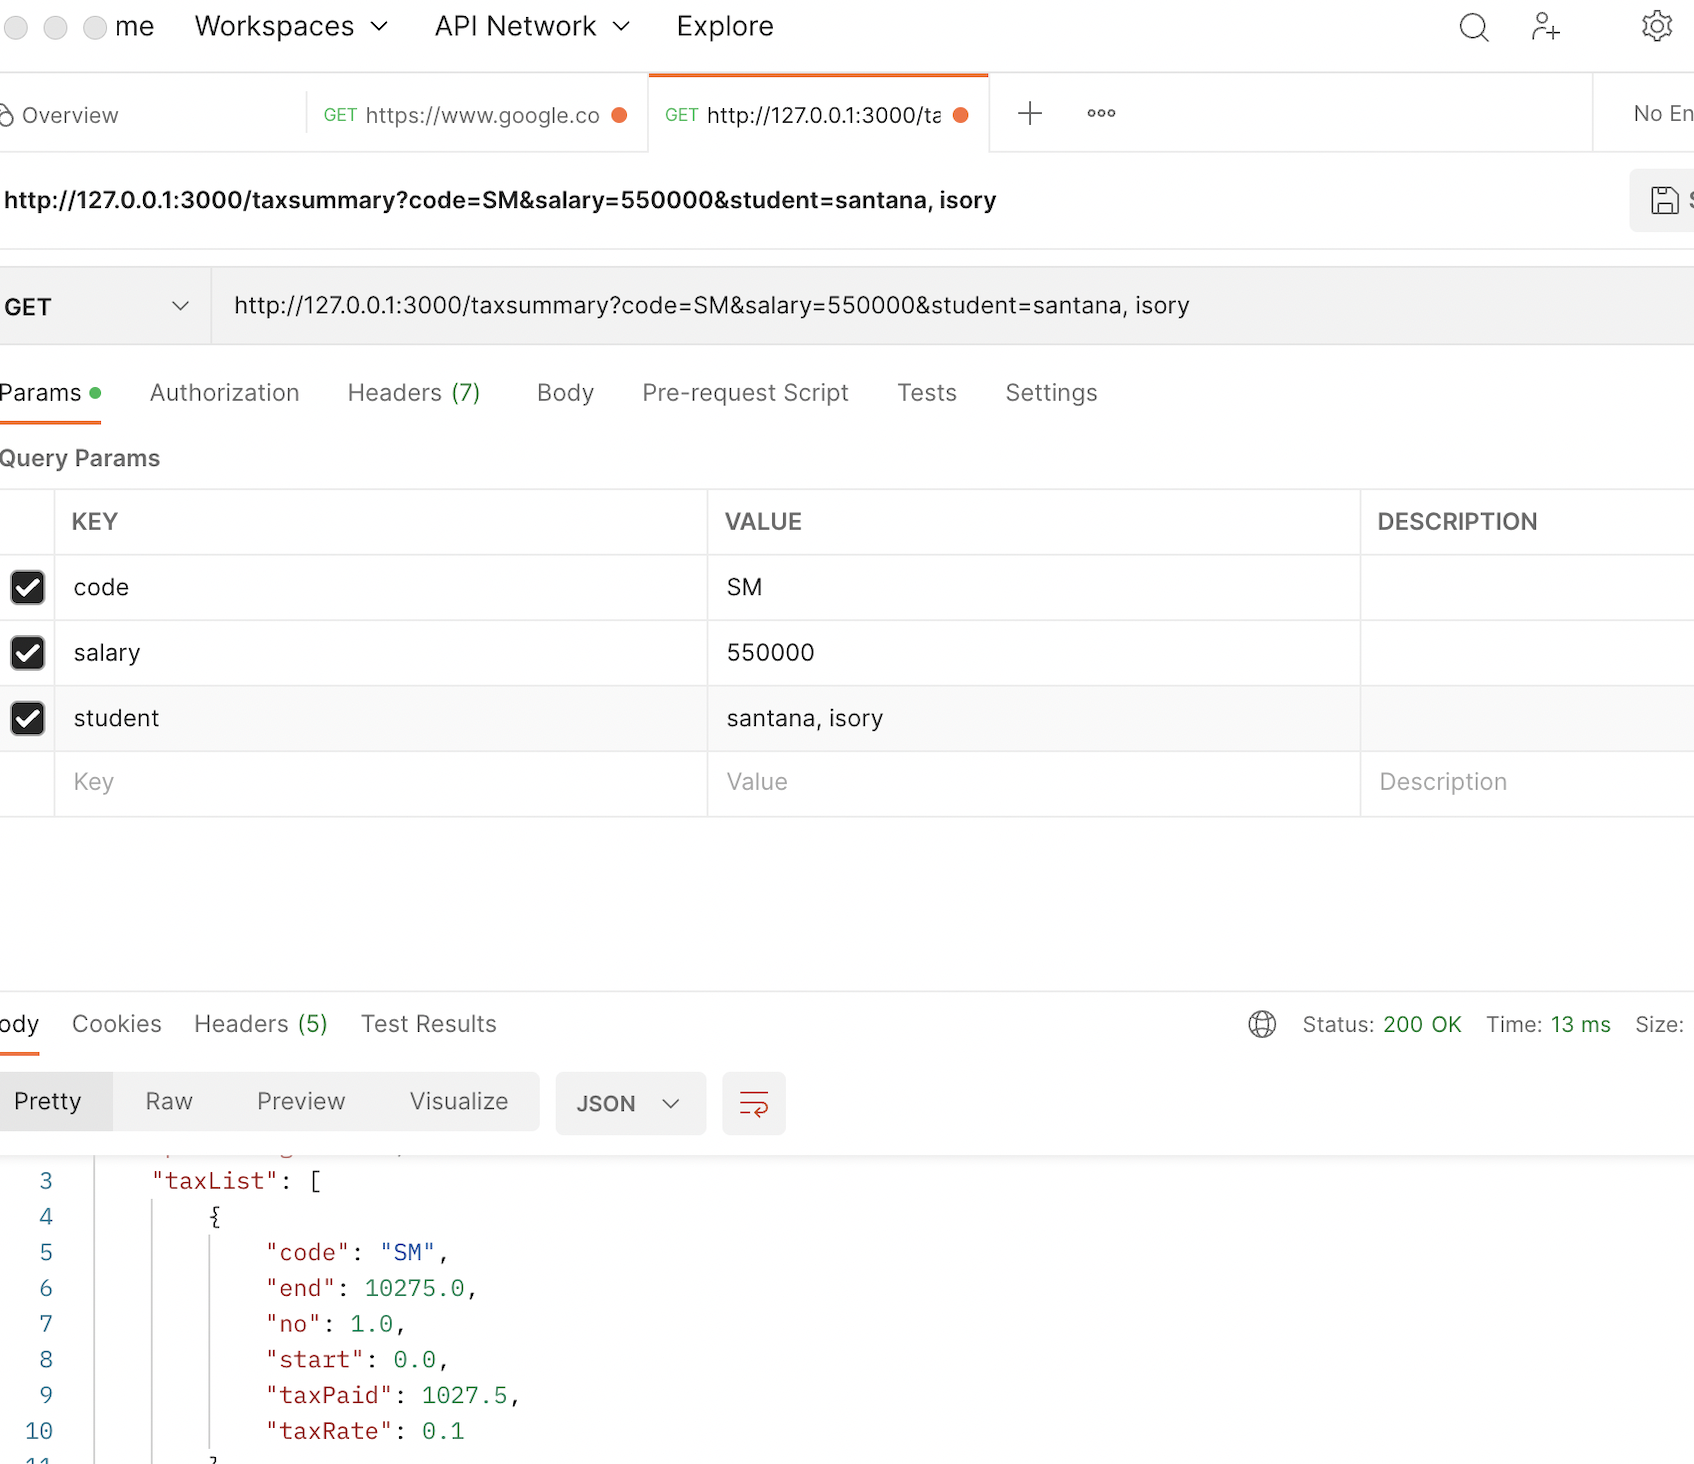 me Workspaces API Network Explore
Overview GET https://www.google.co GET http://127.0.0.1:3000/ta No En
http://127.0.0.1:3000/taxsummary?code=SM&salary=550000&student=santana, isory
GET http://127.0.0.1:3000/taxsummary?code=SM&salary=550000&student=santana, isory
Params Authorization Headers (7) Body Pre-request Script Tests Settings
Query Params
KEY VALUE DESCRIPTION
code SM
salary 550000
student santana, isory
Key Value Description
ody Cookies Headers (5) Test Results Status: 200 OK Time: 13 ms Size:
Pretty Raw Preview Visualize JSON
3 "taxList": [
4 {
5 "code": "SM",
6 "end": 10275.0,
7 "no": 1.0,
8 "start": 0.0,
9 "taxPaid": 1027.5,
10 "taxRate": 0.1